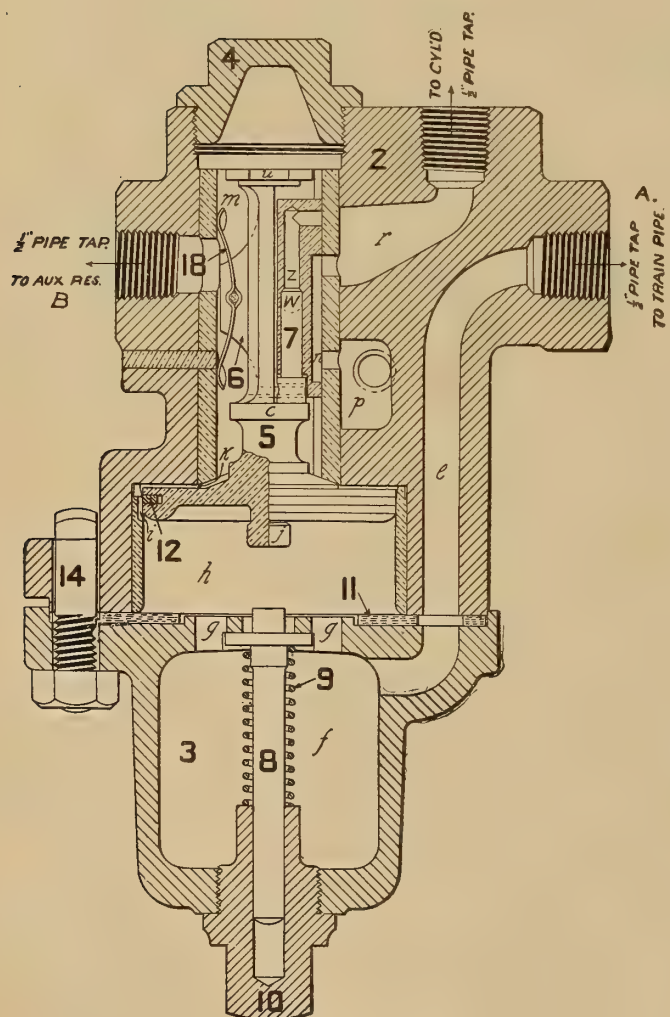 4
TO CYL'D.
½" PIPE TAP.
2
u
m
A
½" PIPE TAP.
TO AUX RES.
B
18
r
½" PIPE TAP
TO TRAIN PIPE.
z
W
7
6
n
p
c
5
e
k
i
12
j
14
h
11
g
g
9
3
8
f
10